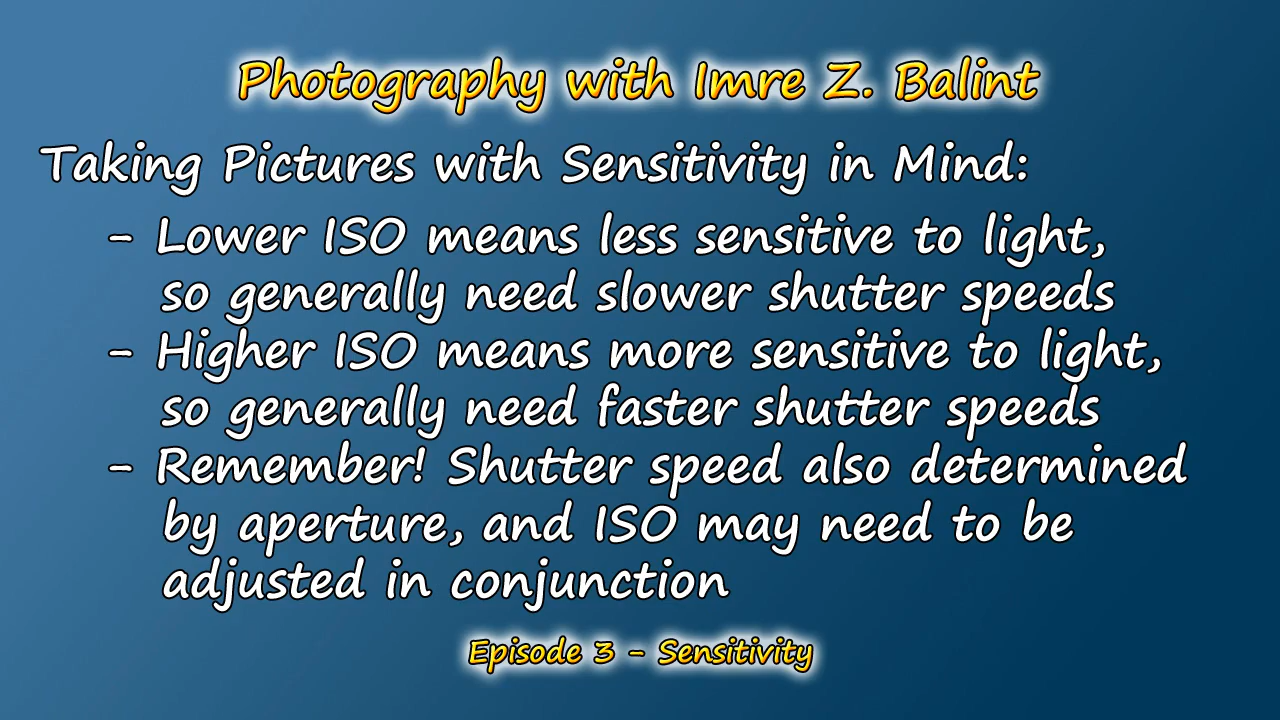 Photography with Imre Z. Balint
Taking Pictures with Sensitivity in Mind:
- Lower ISO means less sensitive to light,
so generally need slower shutter speeds
- Higher ISO means more sensitive to light,
so generally need faster shutter speeds
- Remember! Shutter speed also determined
by aperture, and ISO may need to be
adjusted in conjunction
Episode 3 - Sensitivity